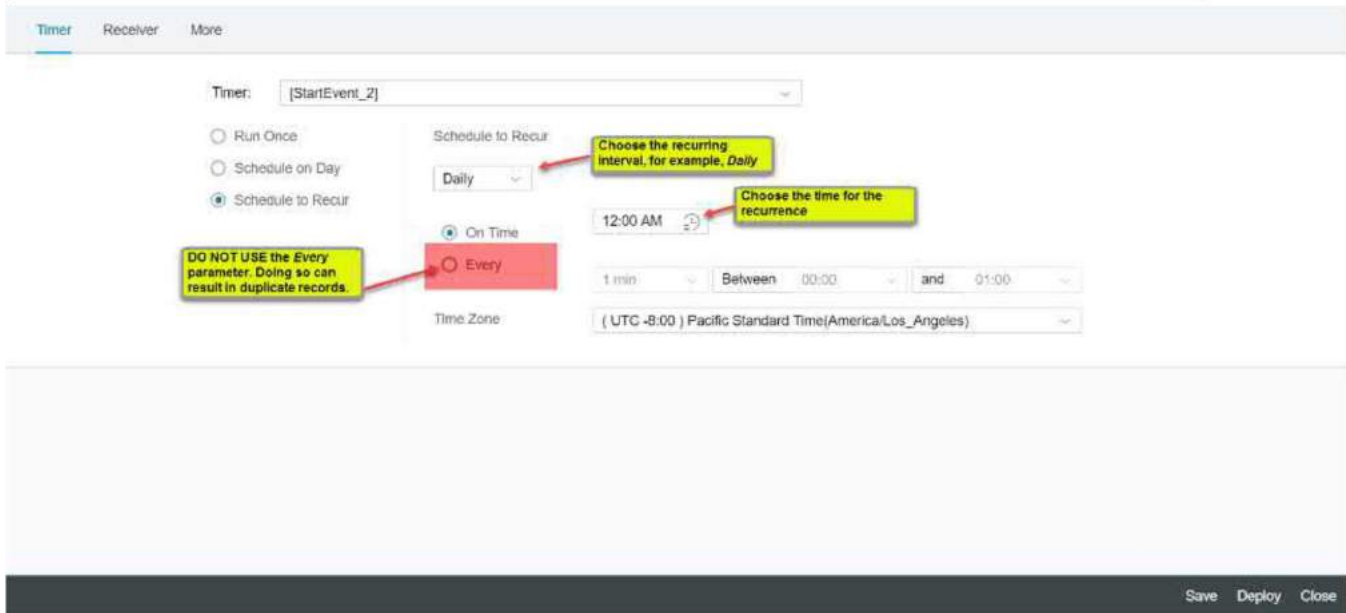 Timer Receiver More
Timer: [StartEvent_2]
Run Once
Schedule on Day
Schedule to Recur
Schedule to Recur
Choose the recurring
interval, for example, Daily
Daily
Choose the time for the
recurrence
12:00 AM
On Time
DO NOT USE the Every
parameter. Doing so can
result in duplicate records.
Every
1 min Between 00:00 and 01:00
Time Zone ( UTC -8:00 ) Pacific Standard Time(America/Los_Angeles)
Save Deploy Close